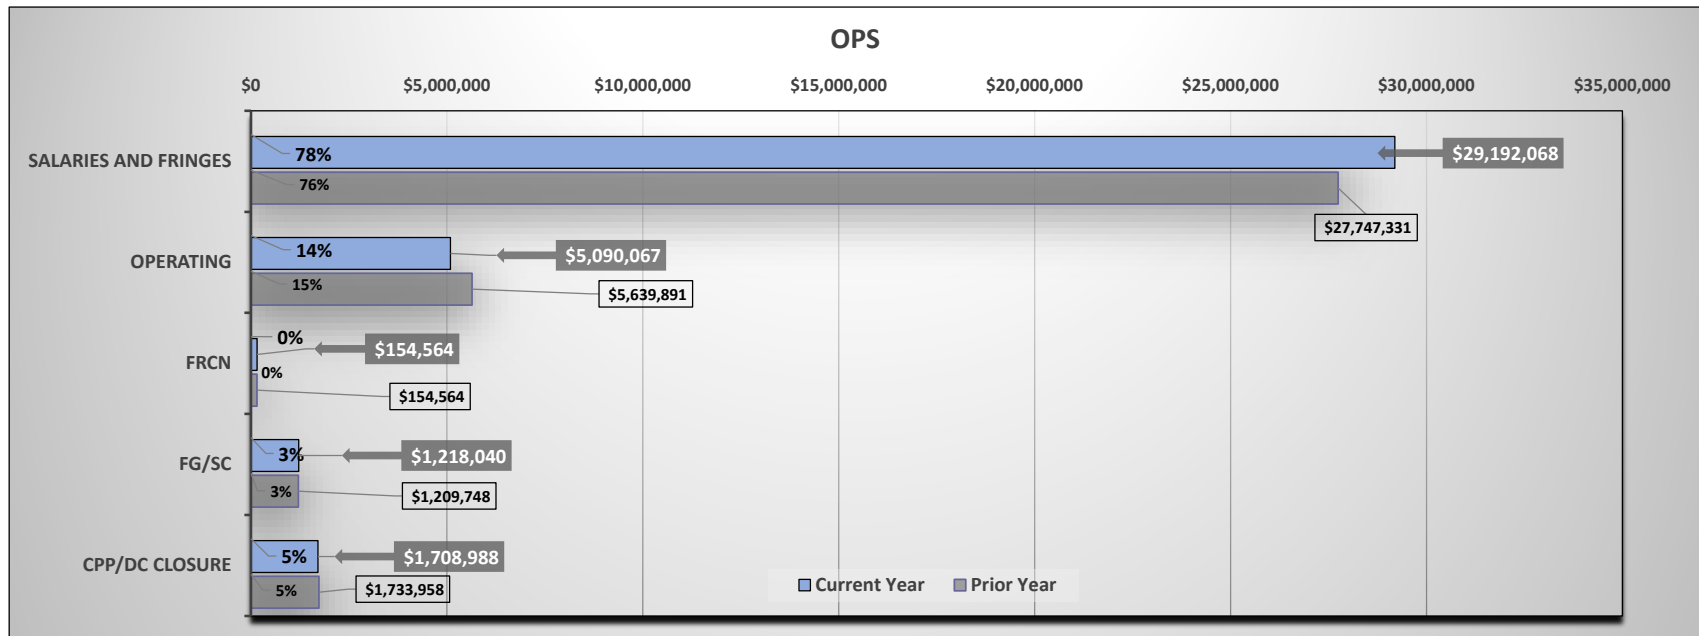 OPS
$0 $5,000,000 $10,000,000 $15,000,000 $20,000,000 $25,000,000 $30,000,000 $35,000,000
SALARIES AND FRINGES 78% $29,192,068
76%
$27,747,331
OPERATING 14% $5,090,067
15% $5,639,891
0% $154,564
FRCN
0%
$154,564
FG/SC 3% $1,218,040
3% $1,209,748
CPP/DC CLOSURE 5% $1,708,988
5% $1,733,958
Current Year Prior Year